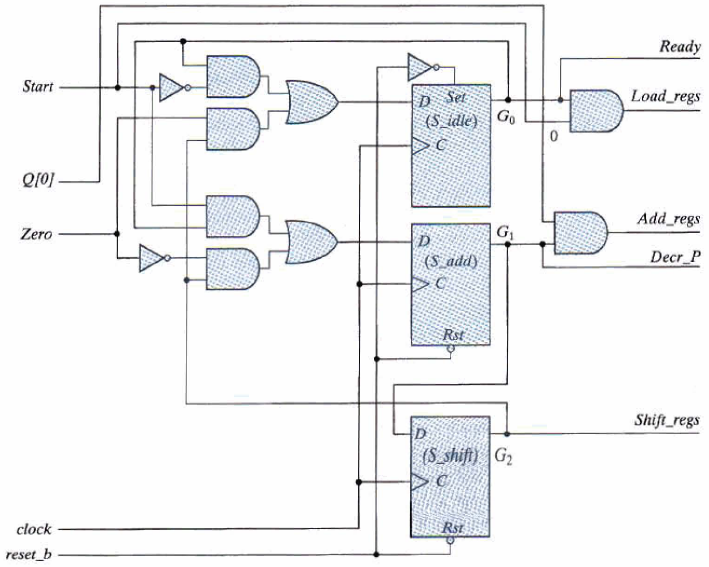 Ready
Start
Set
Load_regs
D
(S_idle)
G0
0
C
Q[0]
Zero
G1
Add_regs
D
(S_add)
Decr_P
C
Rst
D
Shift_regs
(S_shift)
G2
C
clock
Rst
reset_b